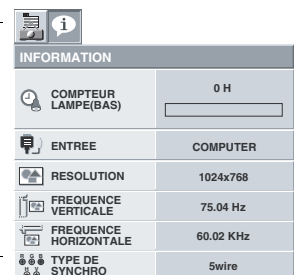 INFORMATION
COMPTEUR
LAMPE(BAS)
0 H
ENTREE
COMPUTER
RESOLUTION
1024x768
FREQUENCE
VERTICALE
75.04 Hz
FREQUENCE
HORIZONTALE
60.02 KHz
TYPE DE
SYNCHRO
5wire